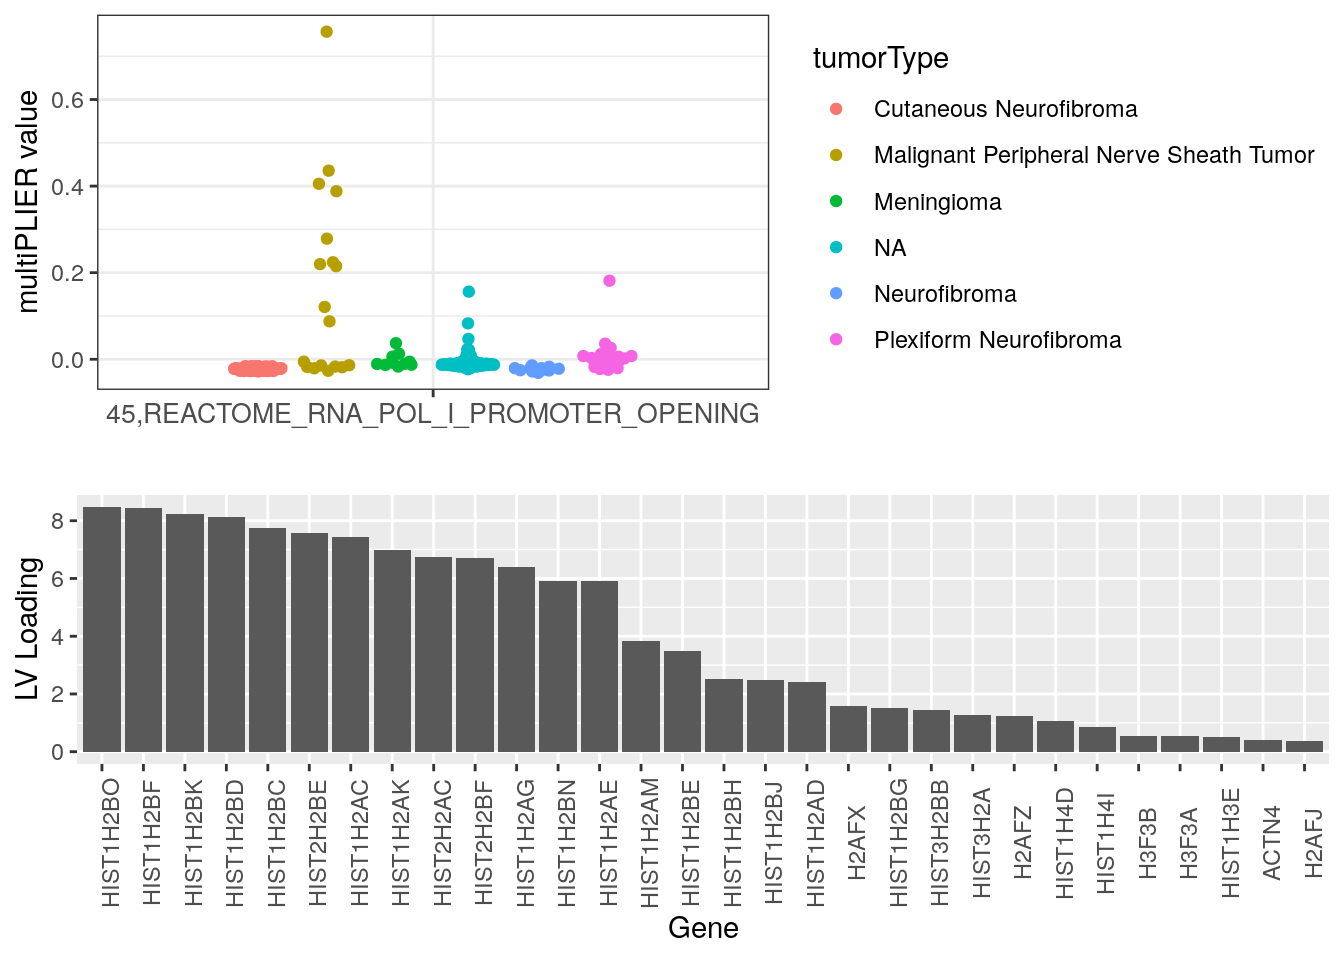 multiPLIER value
0.6
0.4
0.2
0.0
45,REACTOME_RNA_POL_I_PROMOTER_OPENING
tumorType
Cutaneous Neurofibroma
Malignant Peripheral Nerve Sheath Tumor
Meningioma
NA
Neurofibroma
Plexiform Neurofibroma
LV Loading
8
6
4
2
0
HIST1H2BO
HIST1H2BF
HIST1H2BK
HIST1H2BD
HIST1H2BC
HIST2H2BE
HIST1H2AC
HIST1H2AK
HIST2H2AC
HIST2H2BF
HIST1H2AG
HIST1H2BN
HIST1H2AE
HIST1H2AM
HIST1H2BE
HIST1H2BH
HIST1H2BJ
HIST1H2AD
H2AFX
HIST1H2BG
HIST3H2BB
HIST3H2A
H2AFZ
HIST1H4D
HIST1H4I
H3F3B
H3F3A
HIST1H3E
ACTN4
H2AFJ
Gene